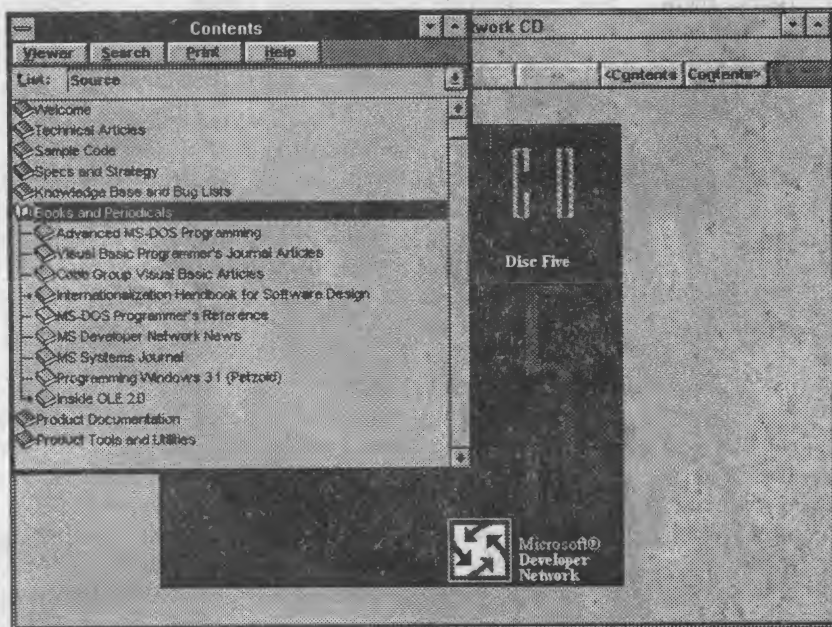 Contents
Viewer Search Print Help
List: Source
Welcome
Technical Articles
Sample Code
Specs and Strategy
Knowledge Base and Bug Lists
Books and Periodicals
Advanced MS-DOS Programming
Visual Basic Programmer's Journal Articles
Cobb Group Visual Basic Articles
Internationalization Handbook for Software Design
MS-DOS Programmer's Reference
MS Developer Network News
MS Systems Journal
Programming Windows 3.1 (Petzold)
Inside OLE 2.0
Product Documentation
Product Tools and Utilities
twork CD
<Contents Contents>
CD
Disc Five
Microsoft®
Developer
Network